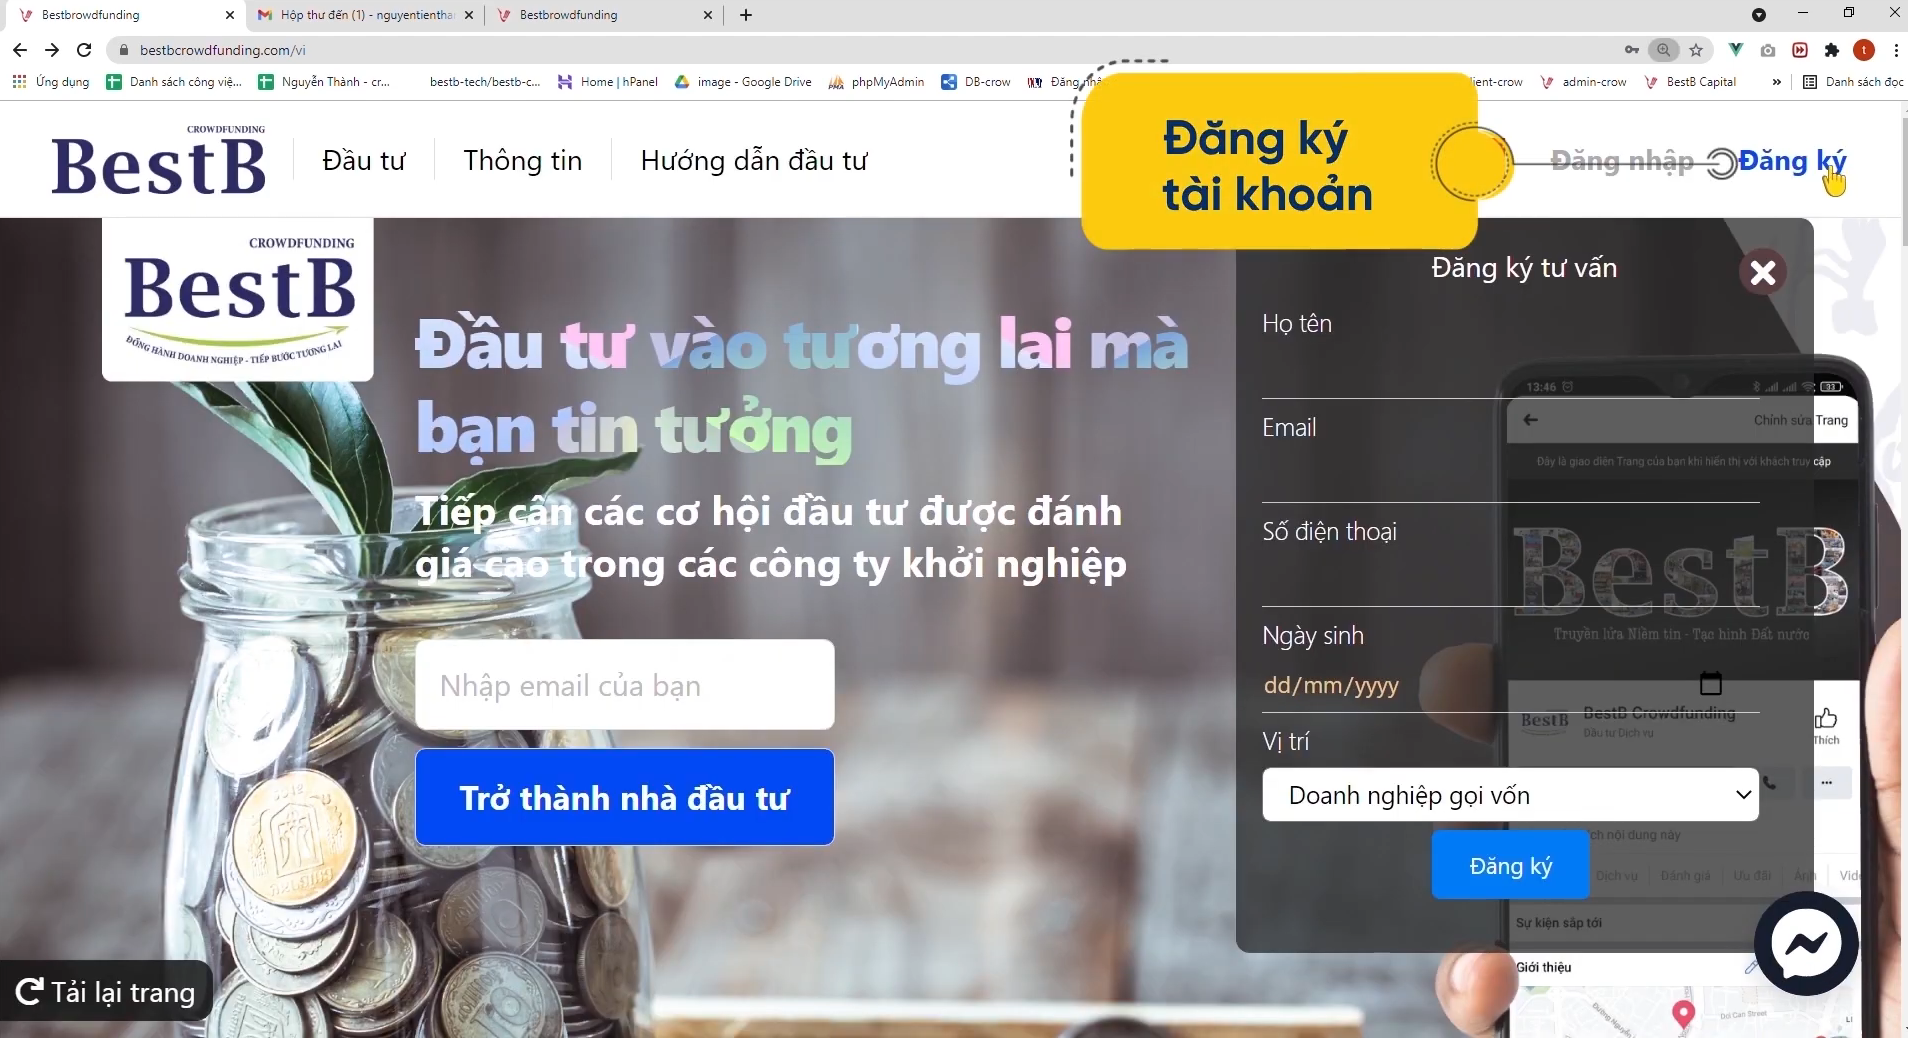 Bestbrowdfunding
Hộp thư đến (1) - nguyentientha
Bestbrowdfunding
bestbcrowdfunding.com/vi
Ứng dụng
Danh sách công việ...
Nguyễn Thành - cr...
bestb-tech/bestb-c...
Home | hPanel
image - Google Drive
phpMyAdmin
DB-crow
Đăng nhậ
lient-crow
admin-crow
BestB Capital
»
Danh sách đọc
CROWDFUNDING
BestB
Đầu tư
Thông tin
Hướng dẫn đầu tư
Đăng ký
tài khoản
Đăng nhập
Đăng ký
CROWDFUNDING
BestB
ĐỒNG HÀNH DOANH NGHIỆP - TIẾP BƯỚC TƯƠNG LAI
Đầu tư vào tương lai mà
bạn tin tưởng
Tiếp cận các cơ hội đầu tư được đánh
giá cao trong các công ty khởi nghiệp
Nhập email của bạn
Trở thành nhà đầu tư
Đăng ký tư vấn
Họ tên
Email
Số điện thoại
Ngày sinh
dd/mm/yyyy
Vị trí
Doanh nghiệp gọi vốn
Đăng ký
13:46
33
Chỉnh sửa Trang
Đây là giao diện Trang của bạn khi hiển thị với khách truy cập
BestB
Truyền lửa Niềm tin - Tạo hình Đất nước
BestB
BestB Crowdfunding
Đầu tư Dịch vụ
Thích
ích nội dung này
Dịch vụ
Đánh giá
Ưu đãi
Ảnh
Vide
Sự kiện sắp tới
Giới thiệu
Doi Can Street
Tải lại trang